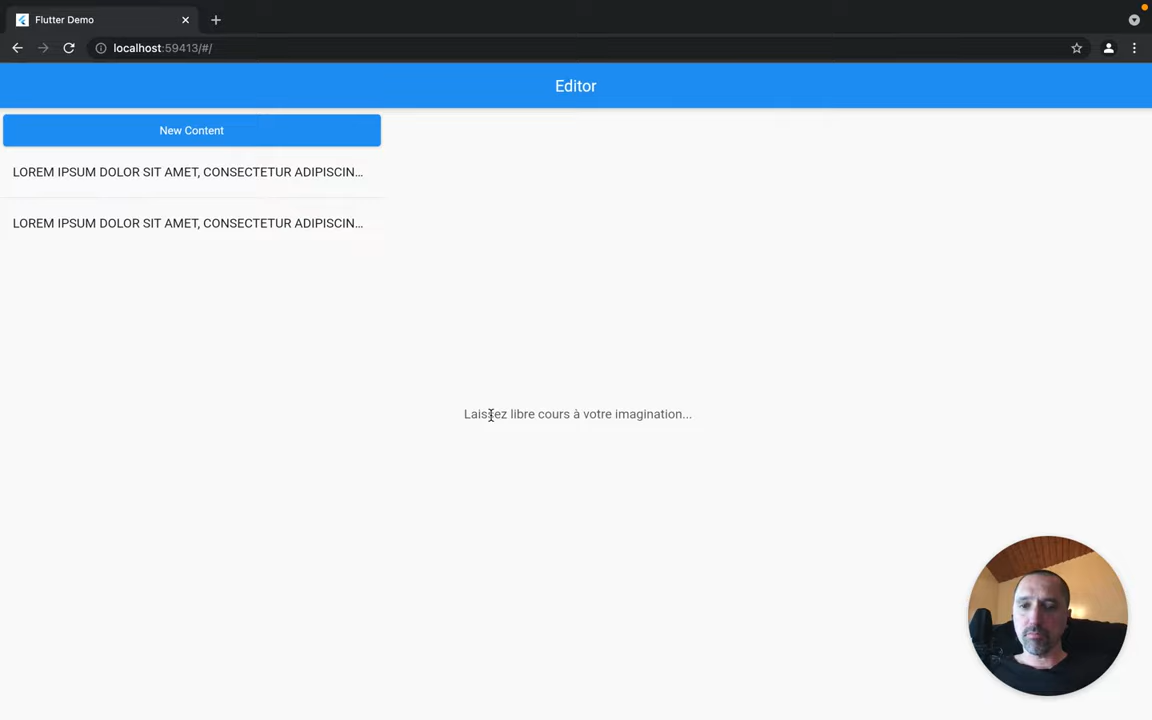 Flutter Demo
localhost:59413/#/
Editor
New Content
LOREM IPSUM DOLOR SIT AMET, CONSECTETUR ADIPISCIN...
LOREM IPSUM DOLOR SIT AMET, CONSECTETUR ADIPISCIN...
Laissez libre cours à votre imagination...